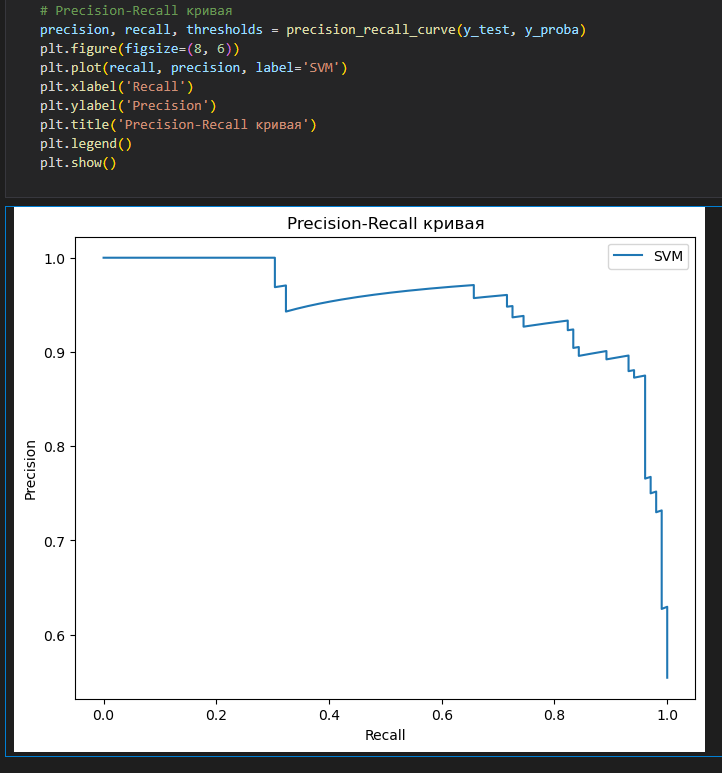 # Precision-Recall кривая
precision, recall, thresholds = precision_recall_curve(y_test, y_proba)
plt.figure(figsize=(8, 6))
plt.plot(recall, precision, label='SVM')
plt.xlabel('Recall')
plt.ylabel('Precision')
plt.title('Precision-Recall кривая')
plt.legend()
plt.show()
Precision-Recall кривая
SVM
1.0
0.9
0.8
0.7
0.6
Precision
0.0
0.2
0.4
0.6
0.8
1.0
Recall